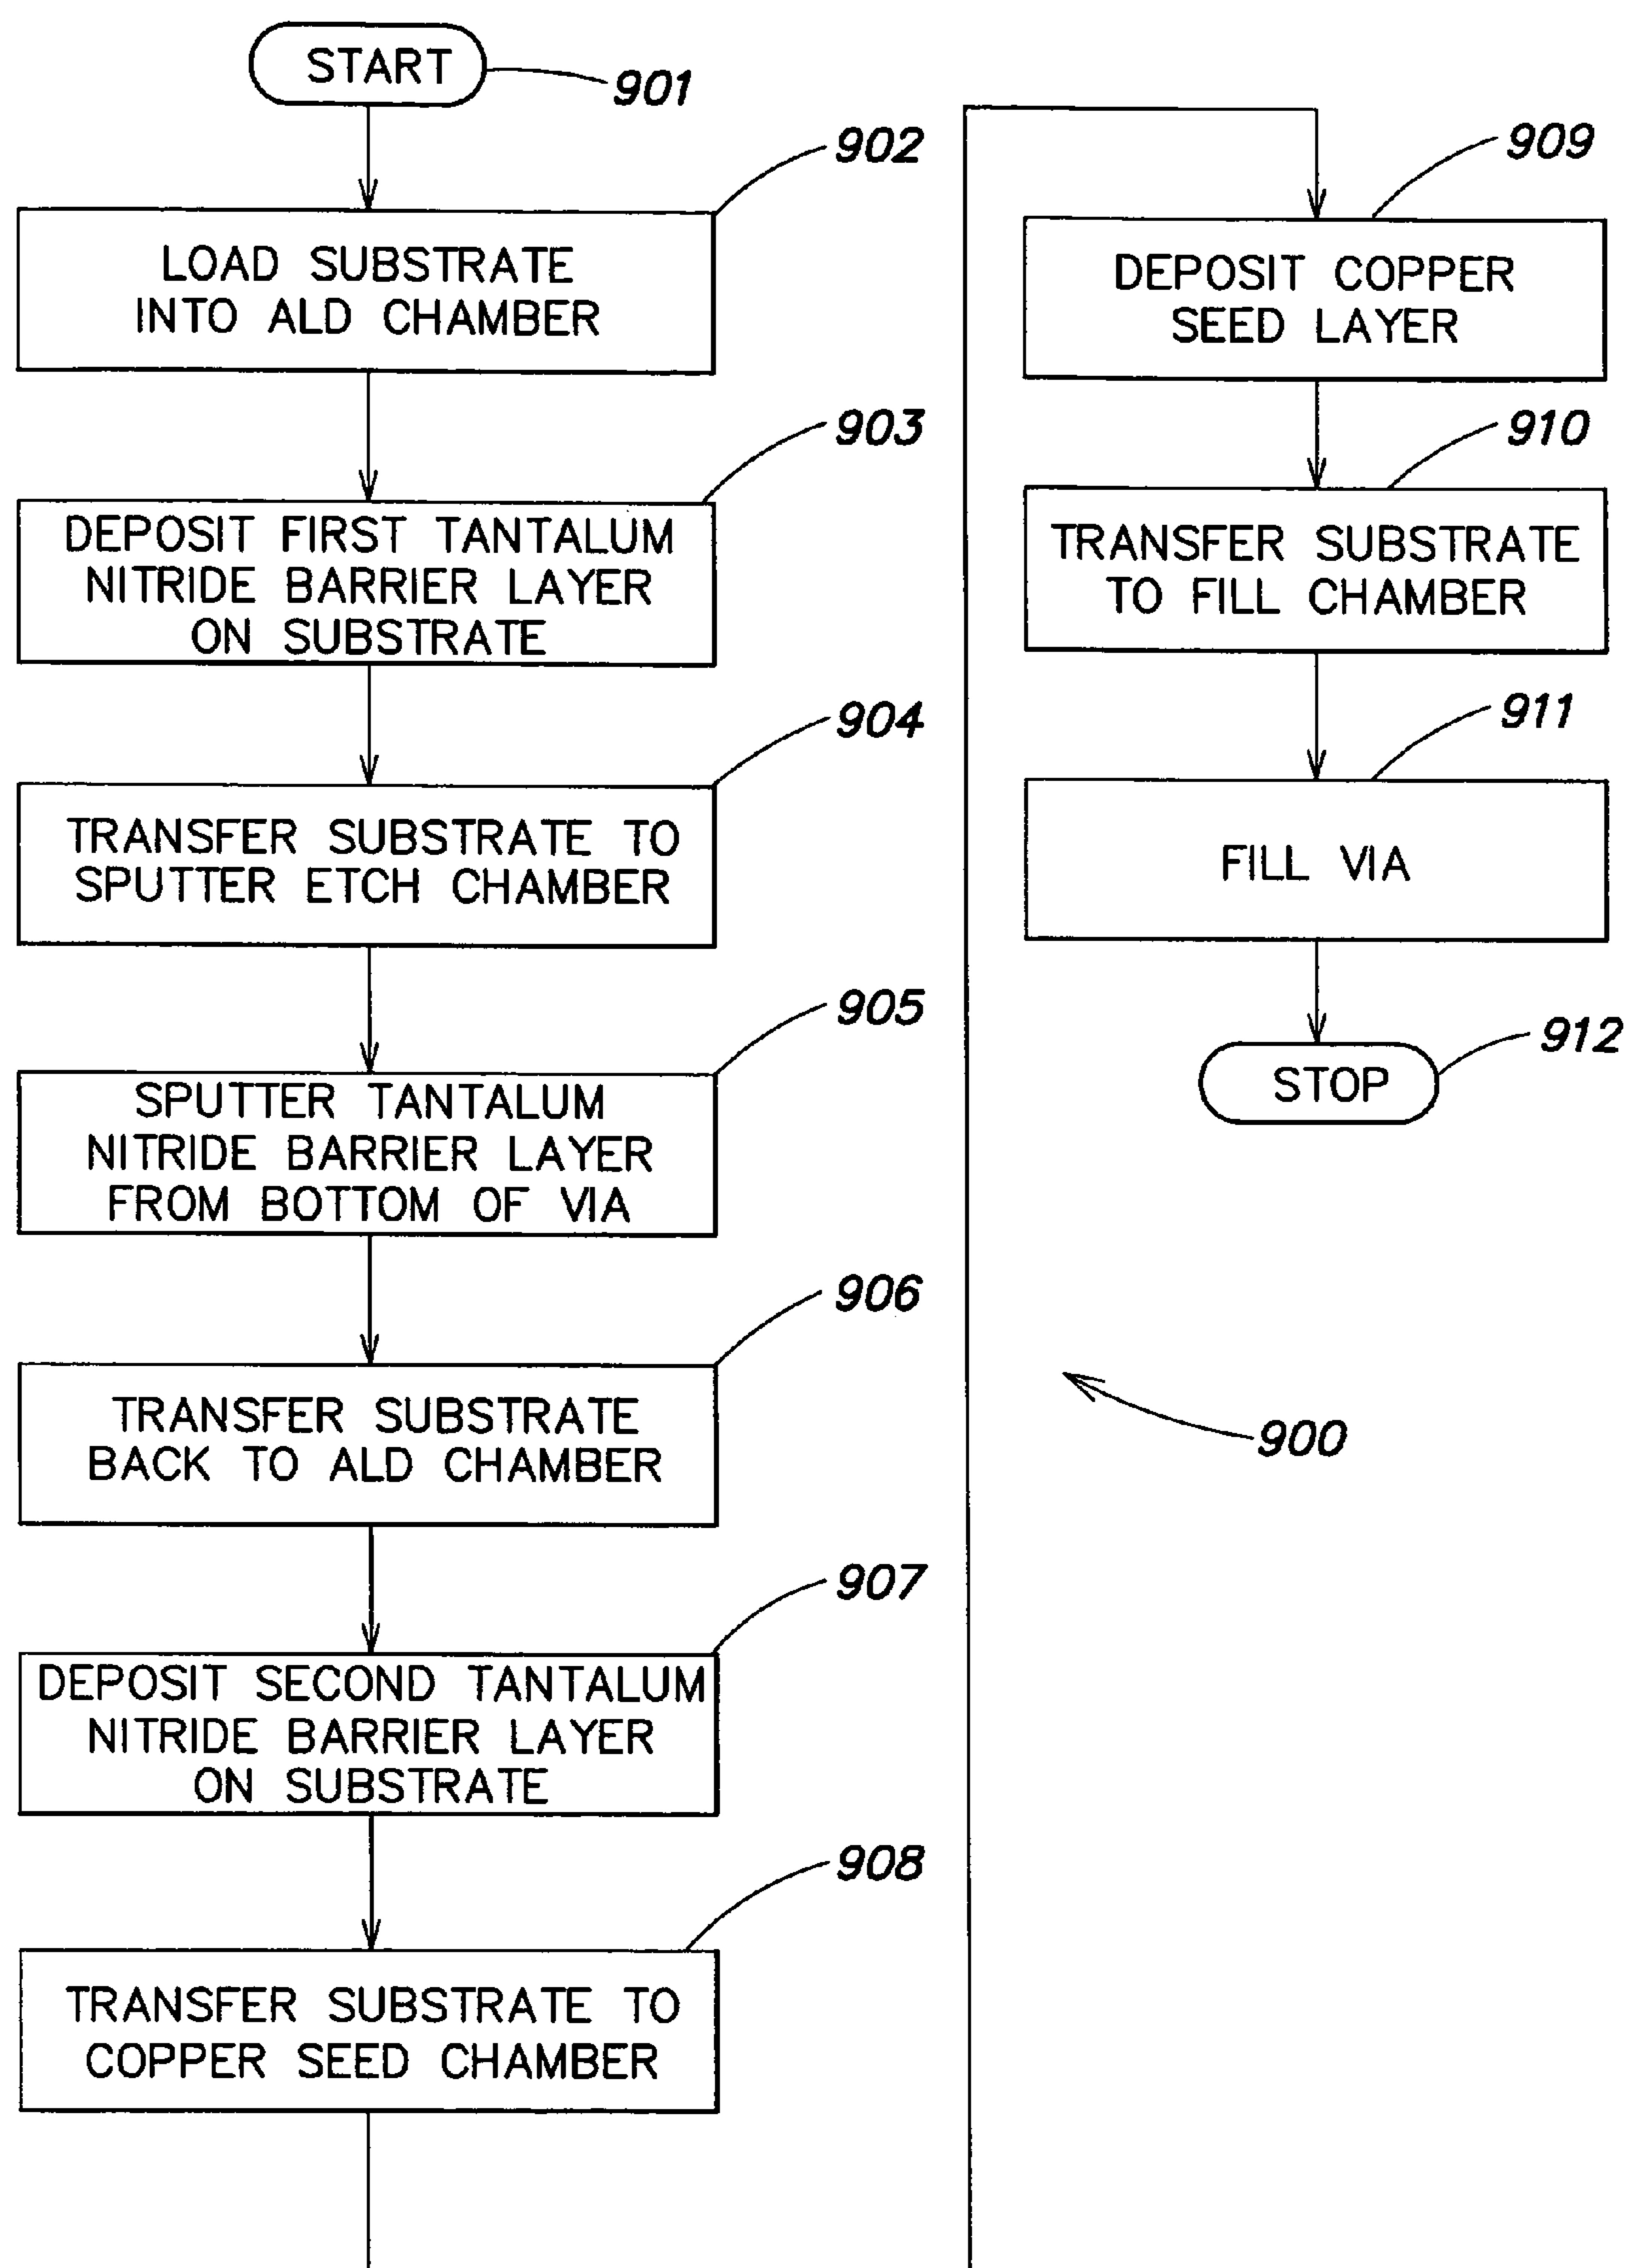 START
901
902
LOAD SUBSTRATE
INTO ALD CHAMBER
903
DEPOSIT FIRST TANTALUM
NITRIDE BARRIER LAYER
ON SUBSTRATE
904
TRANSFER SUBSTRATE TO
SPUTTER ETCH CHAMBER
905
SPUTTER TANTALUM
NITRIDE BARRIER LAYER
FROM BOTTOM OF VIA
906
TRANSFER SUBSTRATE
BACK TO ALD CHAMBER
907
DEPOSIT SECOND TANTALUM
NITRIDE BARRIER LAYER
ON SUBSTRATE
908
TRANSFER SUBSTRATE TO
COPPER SEED CHAMBER
909
DEPOSIT COPPER
SEED LAYER
910
TRANSFER SUBSTRATE
TO FILL CHAMBER
911
FILL VIA
912
STOP
900